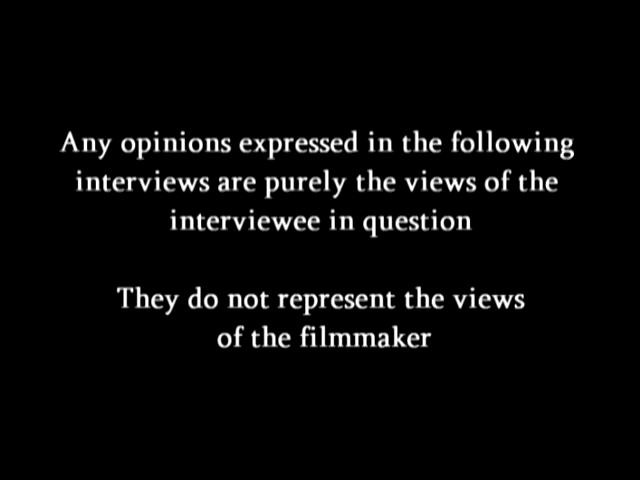 Any opinions expressed in the following
interviews are purely the views of the
interviewee in question
They do not represent the views
of the filmmaker